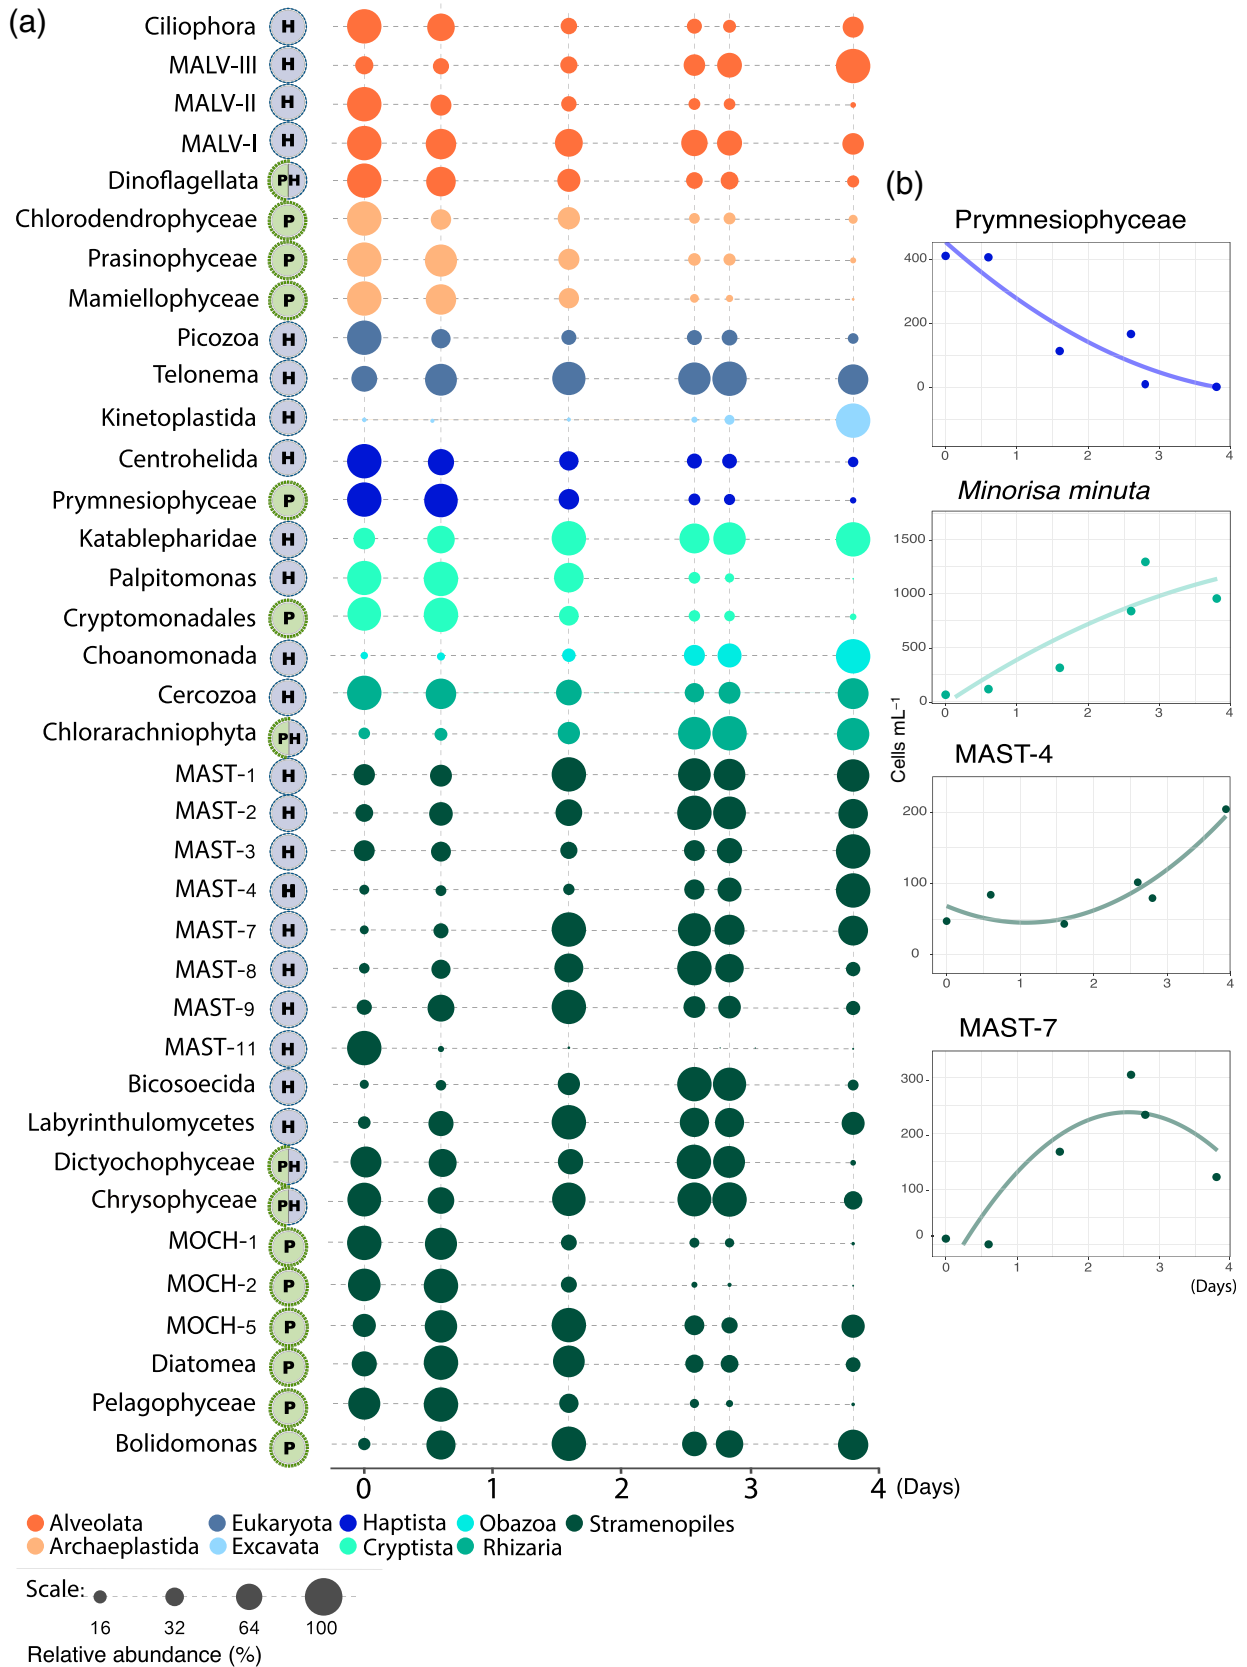 (a)
Ciliophora H
MALV-III H
MALV-II H
MALV-I H
Dinoflagellata PH
Chlorodendrophyceae P
Prasinophyceae P
Mamiellophyceae P
Picozoa H
Telonema H
Kinetoplastida H
Centrohelida H
Prymnesiophyceae P
Katablepharidae H
Palpitomonas H
Cryptomonadales P
Choanomonada H
Cercozoa H
Chlorarachniophyta PH
MAST-1 H
MAST-2 H
MAST-3 H
MAST-4 H
MAST-7 H
MAST-8 H
MAST-9 H
MAST-11 H
Bicosoecida H
Labyrinthulomycetes H
Dictyochophyceae PH
Chrysophyceae PH
MOCH-1 P
MOCH-2 P
MOCH-5 P
Diatomea P
Pelagophyceae P
Bolidomonas P
0 1 2 3 4 (Days)
Alveolata Eukaryota Haptista Obazoa Stramenopiles
Archaeplastida Excavata Cryptista Rhizaria
Scale:
16 32 64 100
Relative abundance (%)
(b)
Prymnesiophyceae
400
200
0
0 1 2 3 4
Minorisa minuta
1500
1000
500
0
0 1 2 3 4
Cells mL⁻¹
MAST-4
200
100
0
0 1 2 3 4
MAST-7
300
200
100
0
0 1 2 3 4
(Days)